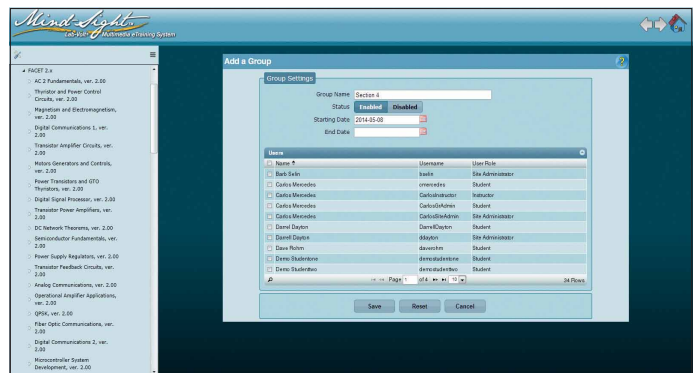 Mind-Sight
Lab-Volt Multimedia eTraining System
FACET 2.x
AC 2 Fundamentals, ver. 2.00
Thyristor and Power Control
Circuits, ver. 2.00
Magnetism and Electromagnetism,
ver. 2.00
Digital Communications 1, ver.
2.00
Transistor Amplifier Circuits, ver.
2.00
Motors Generators and Controls,
ver. 2.00
Power Transistors and GTO
Thyristors, ver. 2.00
Digital Signal Processor, ver. 2.00
Transistor Power Amplifiers, ver.
2.00
DC Network Theorems, ver. 2.00
Semiconductor Fundamentals, ver.
2.00
Power Supply Regulators, ver. 2.00
Transistor Feedback Circuits, ver.
2.00
Analog Communications, ver. 2.00
Operational Amplifier Applications,
ver. 2.00
QPSK, ver. 2.00
Fiber Optic Communications, ver.
2.00
Digital Communications 2, ver.
2.00
Microcontroller System
Development, ver. 2.00
Add a Group
Group Settings
Group Name Section 4
Status Enabled Disabled
Starting Date 2014-05-08
End Date
Users
Name Username User Role
Barb Selin bselin Site Administrator
Carlos Mercedes cmercedes Student
Carlos Mercedes CarlosInstructor Instructor
Carlos Mercedes CarlosGrAdmin Student
Carlos Mercedes CarlosSiteAdmin Site Administrator
Darrel Dayton DarrellDayton Student
Darrell Dayton ddayton Site Administrator
Dave Rohm daverohm Student
Demo Studentone demostudentone Student
Demo Studenttwo demostudenttwo Student
Page 1 of 4 10 34 Rows
Save Reset Cancel